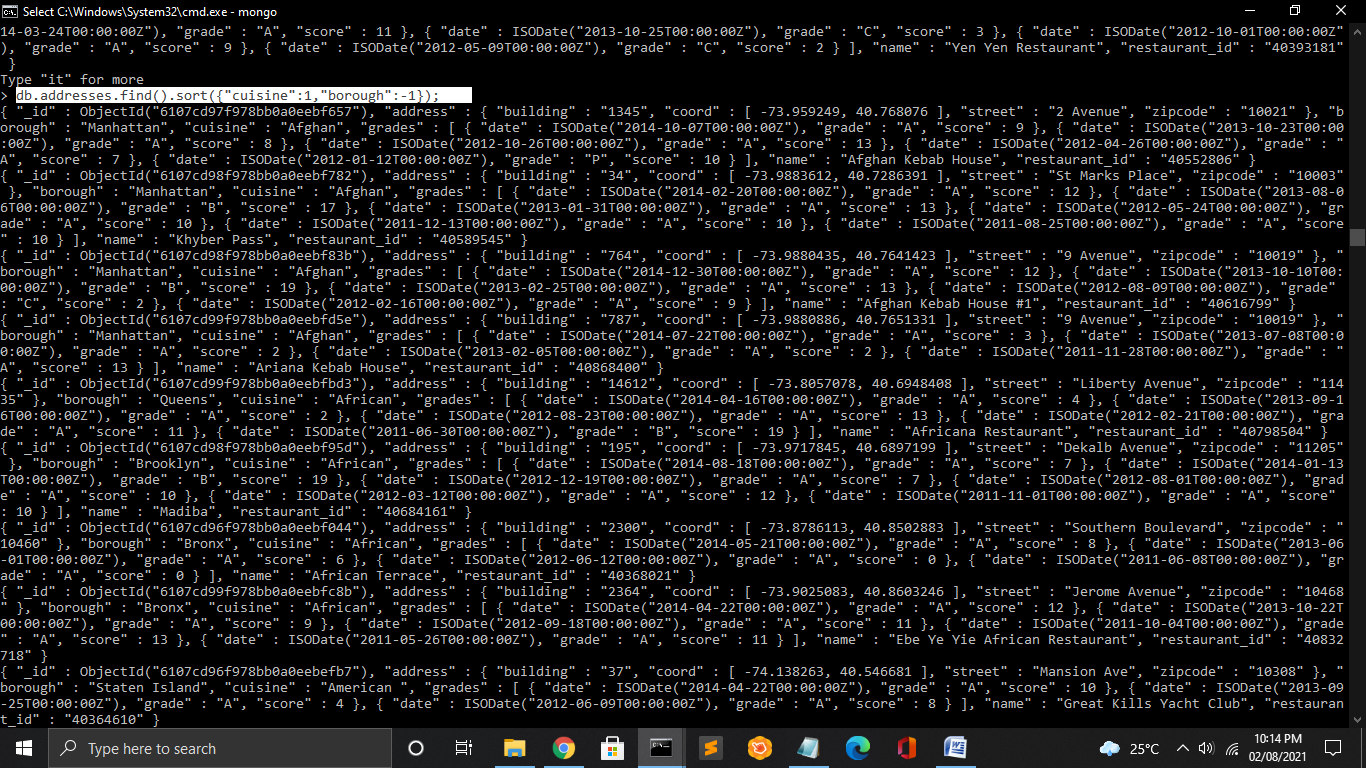 Select C:\Windows\System32\cmd.exe - mongo
14-03-24T00:00:00Z"), "grade" : "A", "score" : 11 }, { "date" : ISODate("2013-10-25T00:00:00Z"), "grade" : "C", "score" : 3 }, { "date" : ISODate("2012-10-01T00:00:00Z"
), "grade" : "A", "score" : 9 }, { "date" : ISODate("2012-05-09T00:00:00Z"), "grade" : "C", "score" : 2 } ], "name" : "Yen Yen Restaurant", "restaurant_id" : "40393181"
}
Type "it" for more
> db.addresses.find().sort({"cuisine":1,"borough":-1});
{ "_id" : ObjectId("6107cd97f978bb0a0eebf657"), "address" : { "building" : "1345", "coord" : [ -73.959249, 40.768076 ], "street" : "2 Avenue", "zipcode" : "10021" }, "b
orough" : "Manhattan", "cuisine" : "Afghan", "grades" : [ { "date" : ISODate("2014-10-07T00:00:00Z"), "grade" : "A", "score" : 9 }, { "date" : ISODate("2013-10-23T00:00
:00Z"), "grade" : "A", "score" : 8 }, { "date" : ISODate("2012-10-26T00:00:00Z"), "grade" : "A", "score" : 13 }, { "date" : ISODate("2012-04-26T00:00:00Z"), "grade" : "
A", "score" : 7 }, { "date" : ISODate("2012-01-12T00:00:00Z"), "grade" : "P", "score" : 10 } ], "name" : "Afghan Kebab House", "restaurant_id" : "40552806" }
{ "_id" : ObjectId("6107cd98f978bb0a0eebf782"), "address" : { "building" : "34", "coord" : [ -73.9883612, 40.7286391 ], "street" : "St Marks Place", "zipcode" : "10003"
}, "borough" : "Manhattan", "cuisine" : "Afghan", "grades" : [ { "date" : ISODate("2014-02-20T00:00:00Z"), "grade" : "A", "score" : 12 }, { "date" : ISODate("2013-08-0
6T00:00:00Z"), "grade" : "B", "score" : 17 }, { "date" : ISODate("2013-01-31T00:00:00Z"), "grade" : "A", "score" : 13 }, { "date" : ISODate("2012-05-24T00:00:00Z"), "gr
ade" : "A", "score" : 10 }, { "date" : ISODate("2011-12-13T00:00:00Z"), "grade" : "A", "score" : 10 }, { "date" : ISODate("2011-08-25T00:00:00Z"), "grade" : "A", "score
" : 10 } ], "name" : "Khyber Pass", "restaurant_id" : "40589545" }
{ "_id" : ObjectId("6107cd98f978bb0a0eebf83b"), "address" : { "building" : "764", "coord" : [ -73.9880435, 40.7641423 ], "street" : "9 Avenue", "zipcode" : "10019" }, "
borough" : "Manhattan", "cuisine" : "Afghan", "grades" : [ { "date" : ISODate("2014-12-30T00:00:00Z"), "grade" : "A", "score" : 12 }, { "date" : ISODate("2013-10-10T00:
00:00Z"), "grade" : "B", "score" : 19 }, { "date" : ISODate("2013-02-25T00:00:00Z"), "grade" : "A", "score" : 13 }, { "date" : ISODate("2012-08-09T00:00:00Z"), "grade"
: "C", "score" : 2 }, { "date" : ISODate("2012-02-16T00:00:00Z"), "grade" : "A", "score" : 9 } ], "name" : "Afghan Kebab House #1", "restaurant_id" : "40616799" }
{ "_id" : ObjectId("6107cd99f978bb0a0eebfd5e"), "address" : { "building" : "787", "coord" : [ -73.9880886, 40.7651331 ], "street" : "9 Avenue", "zipcode" : "10019" }, "
borough" : "Manhattan", "cuisine" : "Afghan", "grades" : [ { "date" : ISODate("2014-07-22T00:00:00Z"), "grade" : "A", "score" : 3 }, { "date" : ISODate("2013-07-08T00:0
0:00Z"), "grade" : "A", "score" : 2 }, { "date" : ISODate("2013-02-05T00:00:00Z"), "grade" : "A", "score" : 2 }, { "date" : ISODate("2011-11-28T00:00:00Z"), "grade" : "
A", "score" : 13 } ], "name" : "Ariana Kebab House", "restaurant_id" : "40868400" }
{ "_id" : ObjectId("6107cd99f978bb0a0eebfbd3"), "address" : { "building" : "14612", "coord" : [ -73.8057078, 40.6948408 ], "street" : "Liberty Avenue", "zipcode" : "114
35" }, "borough" : "Queens", "cuisine" : "African", "grades" : [ { "date" : ISODate("2014-04-16T00:00:00Z"), "grade" : "A", "score" : 4 }, { "date" : ISODate("2013-09-1
6T00:00:00Z"), "grade" : "A", "score" : 2 }, { "date" : ISODate("2012-08-23T00:00:00Z"), "grade" : "A", "score" : 13 }, { "date" : ISODate("2012-02-21T00:00:00Z"), "gra
de" : "A", "score" : 11 }, { "date" : ISODate("2011-06-30T00:00:00Z"), "grade" : "B", "score" : 19 } ], "name" : "Africana Restaurant", "restaurant_id" : "40798504" }
{ "_id" : ObjectId("6107cd98f978bb0a0eebf95d"), "address" : { "building" : "195", "coord" : [ -73.9717845, 40.6897199 ], "street" : "Dekalb Avenue", "zipcode" : "11205"
}, "borough" : "Brooklyn", "cuisine" : "African", "grades" : [ { "date" : ISODate("2014-08-18T00:00:00Z"), "grade" : "A", "score" : 7 }, { "date" : ISODate("2014-01-13
T00:00:00Z"), "grade" : "B", "score" : 19 }, { "date" : ISODate("2012-12-19T00:00:00Z"), "grade" : "A", "score" : 7 }, { "date" : ISODate("2012-08-01T00:00:00Z"), "grad
e" : "A", "score" : 10 }, { "date" : ISODate("2012-03-12T00:00:00Z"), "grade" : "A", "score" : 12 }, { "date" : ISODate("2011-11-01T00:00:00Z"), "grade" : "A", "score"
: 10 } ], "name" : "Madiba", "restaurant_id" : "40684161" }
{ "_id" : ObjectId("6107cd96f978bb0a0eebf044"), "address" : { "building" : "2300", "coord" : [ -73.8786113, 40.8502883 ], "street" : "Southern Boulevard", "zipcode" : "
10460" }, "borough" : "Bronx", "cuisine" : "African", "grades" : [ { "date" : ISODate("2014-05-21T00:00:00Z"), "grade" : "A", "score" : 8 }, { "date" : ISODate("2013-06
-01T00:00:00Z"), "grade" : "A", "score" : 6 }, { "date" : ISODate("2012-06-12T00:00:00Z"), "grade" : "A", "score" : 0 }, { "date" : ISODate("2011-06-08T00:00:00Z"), "gr
ade" : "A", "score" : 0 } ], "name" : "African Terrace", "restaurant_id" : "40368021" }
{ "_id" : ObjectId("6107cd99f978bb0a0eebfc8b"), "address" : { "building" : "2364", "coord" : [ -73.9025083, 40.8603246 ], "street" : "Jerome Avenue", "zipcode" : "10468
" }, "borough" : "Bronx", "cuisine" : "African", "grades" : [ { "date" : ISODate("2014-04-22T00:00:00Z"), "grade" : "A", "score" : 12 }, { "date" : ISODate("2013-10-22T
00:00:00Z"), "grade" : "A", "score" : 9 }, { "date" : ISODate("2012-09-18T00:00:00Z"), "grade" : "A", "score" : 11 }, { "date" : ISODate("2011-10-04T00:00:00Z"), "grade
" : "A", "score" : 13 }, { "date" : ISODate("2011-05-26T00:00:00Z"), "grade" : "A", "score" : 11 } ], "name" : "Ebe Ye Yie African Restaurant", "restaurant_id" : "40832
718" }
{ "_id" : ObjectId("6107cd96f978bb0a0eebefb7"), "address" : { "building" : "37", "coord" : [ -74.138263, 40.546681 ], "street" : "Mansion Ave", "zipcode" : "10308" }, "
borough" : "Staten Island", "cuisine" : "American ", "grades" : [ { "date" : ISODate("2014-04-22T00:00:00Z"), "grade" : "A", "score" : 10 }, { "date" : ISODate("2013-09
-25T00:00:00Z"), "grade" : "A", "score" : 4 }, { "date" : ISODate("2012-06-09T00:00:00Z"), "grade" : "A", "score" : 8 } ], "name" : "Great Kills Yacht Club", "restauran
t_id" : "40364610" }
Type here to search
25°C
10:14 PM
02/08/2021